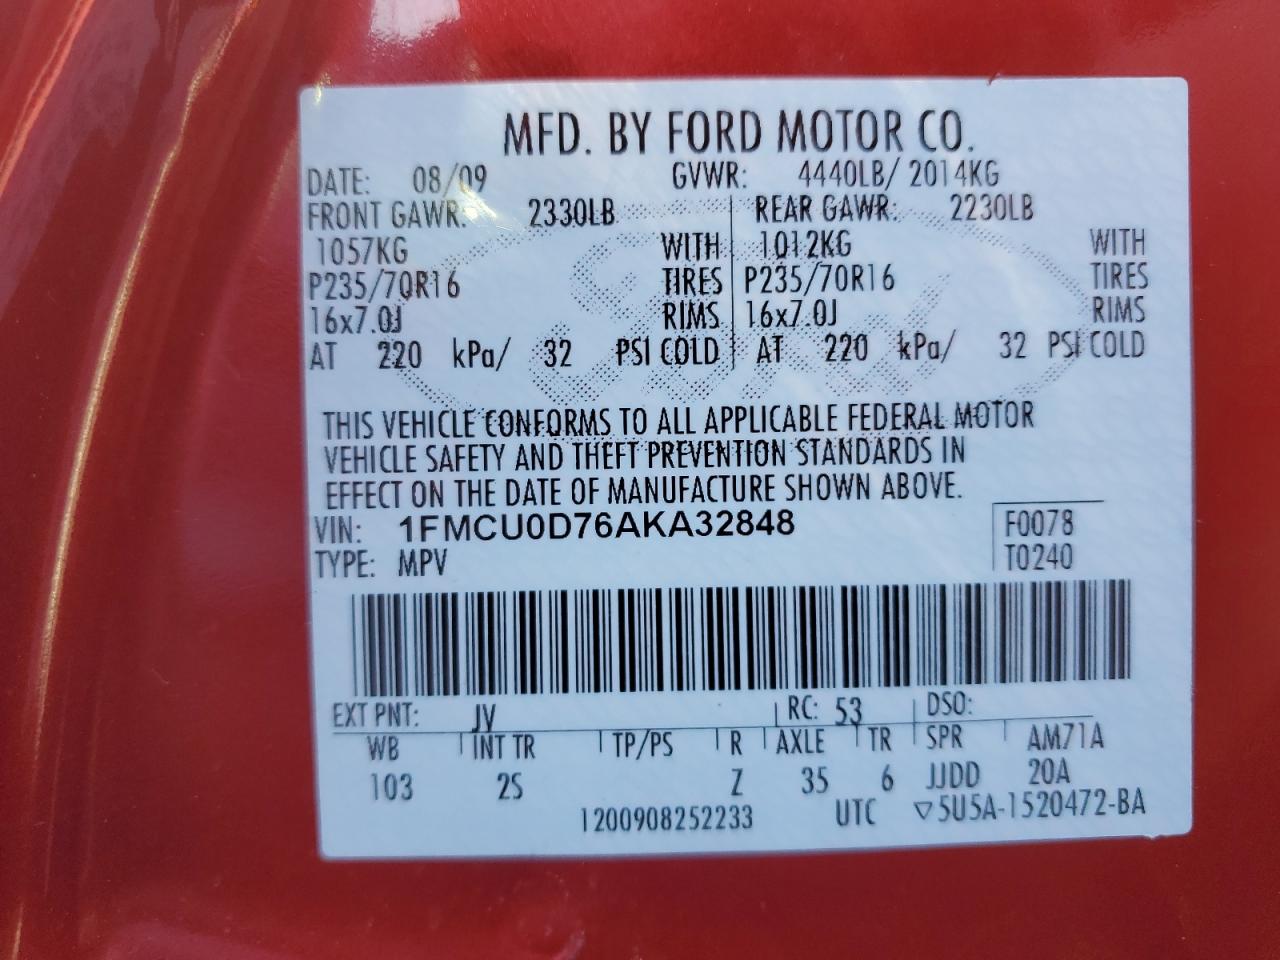 MFD. BY FORD MOTOR CO.
DATE: 08/09 GVWR: 4440LB/ 2014KG
FRONT GAWR: 2330LB REAR GAWR: 2230LB
1057KG WITH 1012KG WITH
P235/70R16 TIRES P235/70R16 TIRES
16x7.0J RIMS 16x7.0J RIMS
AT 220 kPa/ 32 PSI COLD AT 220 kPa/ 32 PSI COLD
THIS VEHICLE CONFORMS TO ALL APPLICABLE FEDERAL MOTOR
VEHICLE SAFETY AND THEFT PREVENTION STANDARDS IN
EFFECT ON THE DATE OF MANUFACTURE SHOWN ABOVE.
VIN: 1FMCU0D76AKA32848 F0078
TYPE: MPV T0240
EXT PNT: JV RC: 53 DSO:
WB INT TR TP/PS R AXLE TR SPR AM71A
103 2S Z 35 6 JJDD 20A
1200908252233 UTC ▽5U5A-1520472-BA